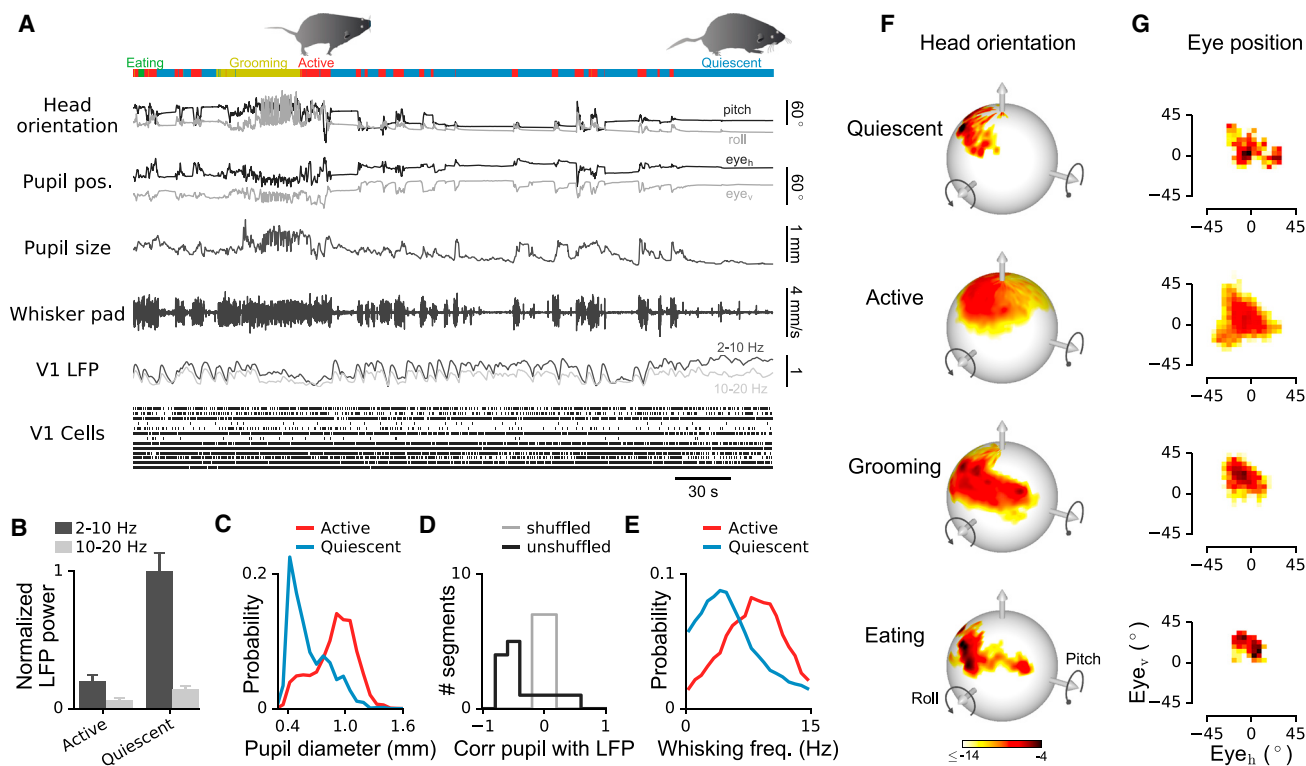 A
Eating
Grooming
Active
Quiescent
Head
orientation
pitch
roll
60°
Pupil pos.
eyeh
eyev
60°
Pupil size
1 mm
Whisker pad
4 mm/s
V1 LFP
2-10 Hz
10-20 Hz
1
V1 Cells
30 s
B
2-10 Hz
10-20 Hz
Normalized
LFP power
1
0
Active
Quiescent
C
Active
Quiescent
Probability
0.2
0
0.4
1.0
1.6
Pupil diameter (mm)
D
shuffled
unshuffled
# segments
10
0
−1
0
1
Corr pupil with LFP
E
Active
Quiescent
Probability
0.1
0
0
15
Whisking freq. (Hz)
F
Head orientation
Quiescent
Active
Grooming
Eating
Pitch
Roll
≤-14
-4
G
Eye position
45
0
−45
−45 0 45
45
0
−45
−45 0 45
45
0
−45
−45 0 45
Eyev (°)
45
0
−45
−45 0 45
Eyeh (°)